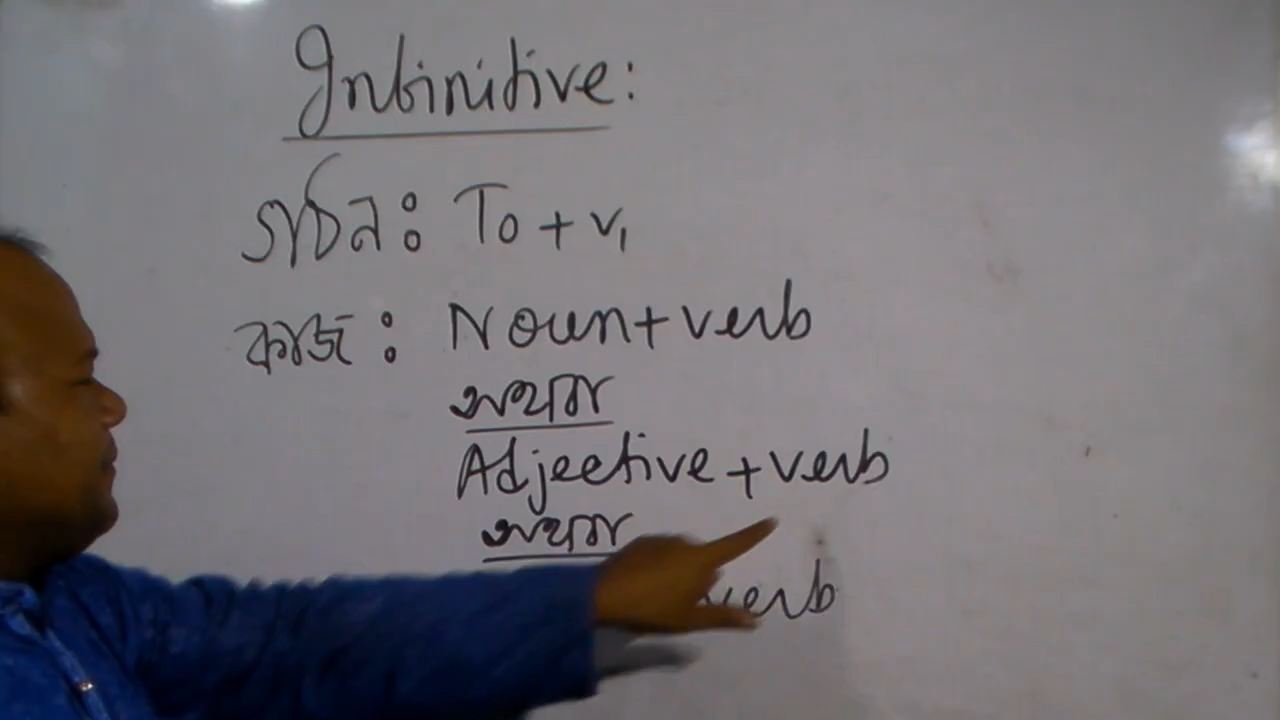 Infinitive:
গঠন: To + v₁
কাজ: Noun + verb
অথবা
Adjective + verb
অথবা
verb